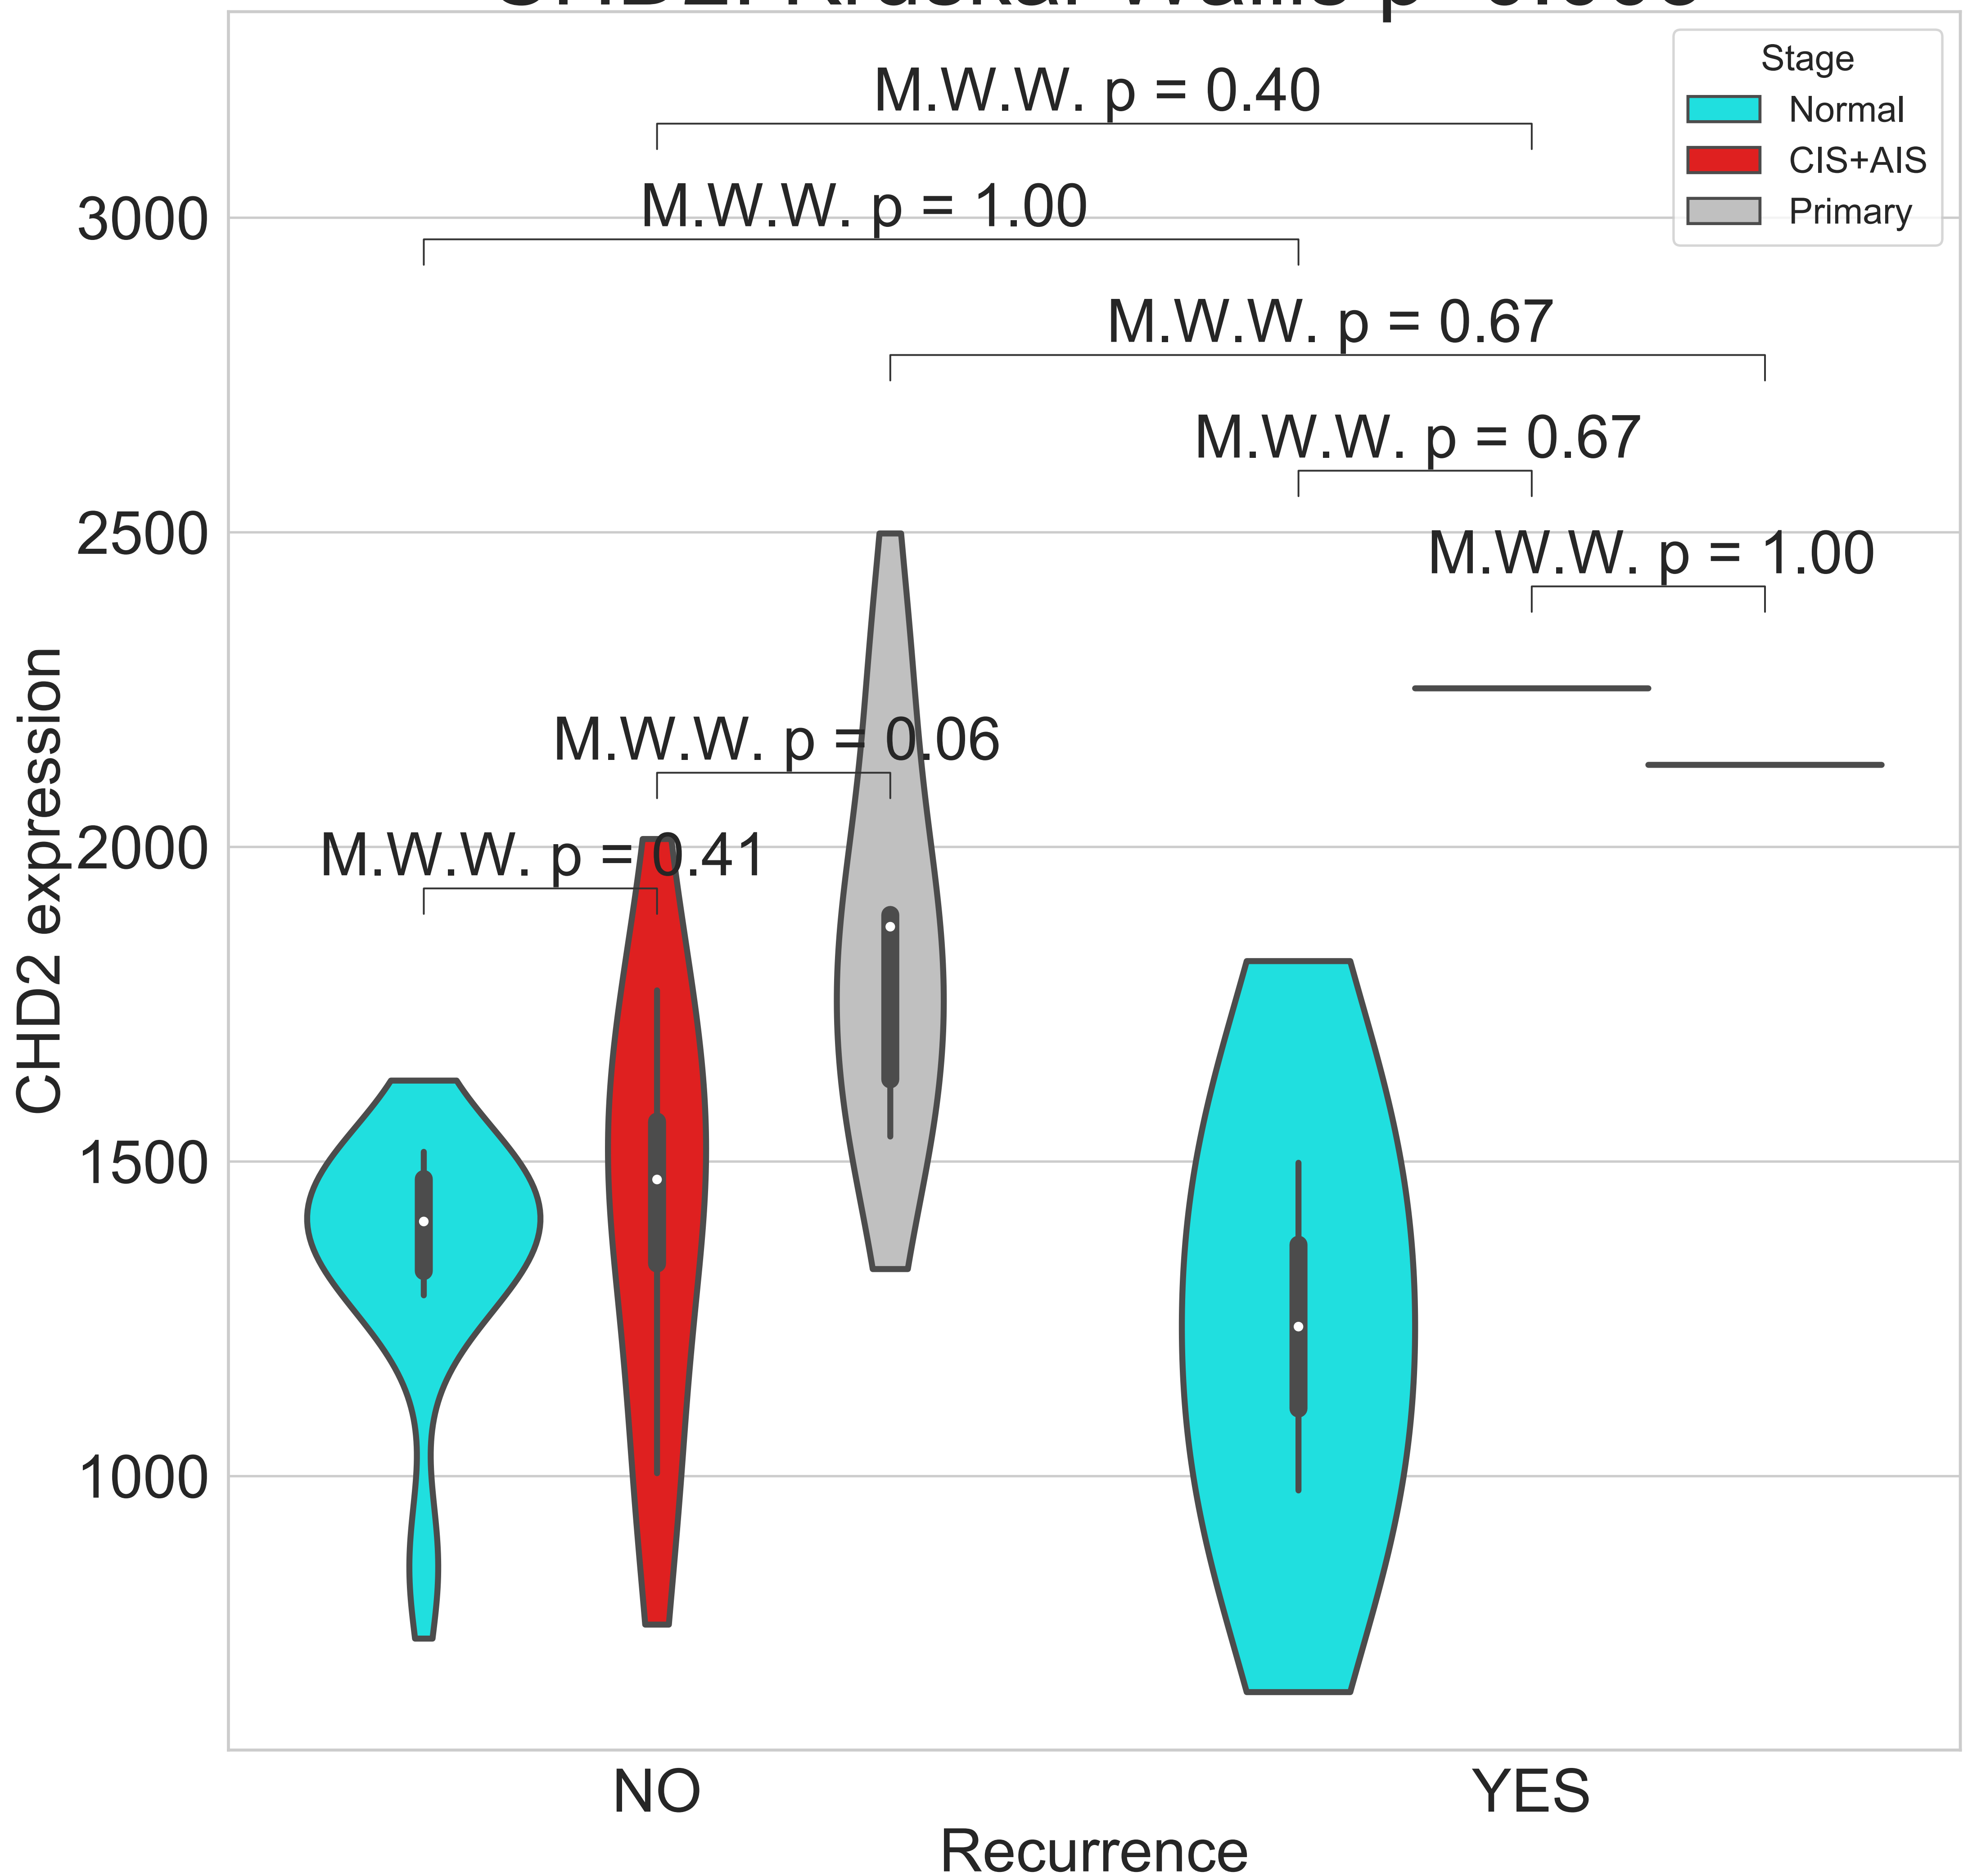 Stage
Normal
CIS+AIS
Primary
M.W.W. p = 0.40
M.W.W. p = 1.00
M.W.W. p = 0.67
M.W.W. p = 0.67
M.W.W. p = 1.00
M.W.W. p = 0.06
M.W.W. p = 0.41
3000
2500
2000
1500
1000
CHD2 expression
NO
YES
Recurrence